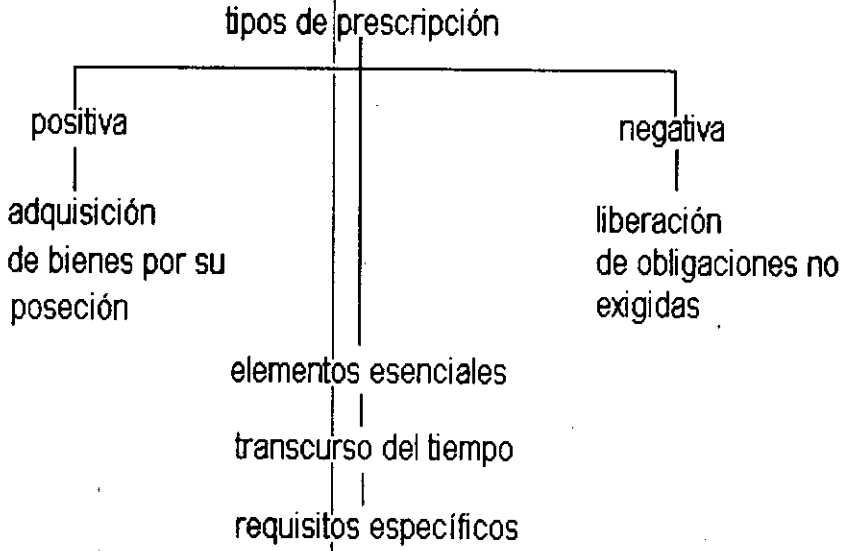 tipos de prescripción
positiva
negativa
adquisición
de bienes por su
poseción
liberación
de obligaciones no
exigidas
elementos esenciales
transcurso del tiempo
requisitos específicos